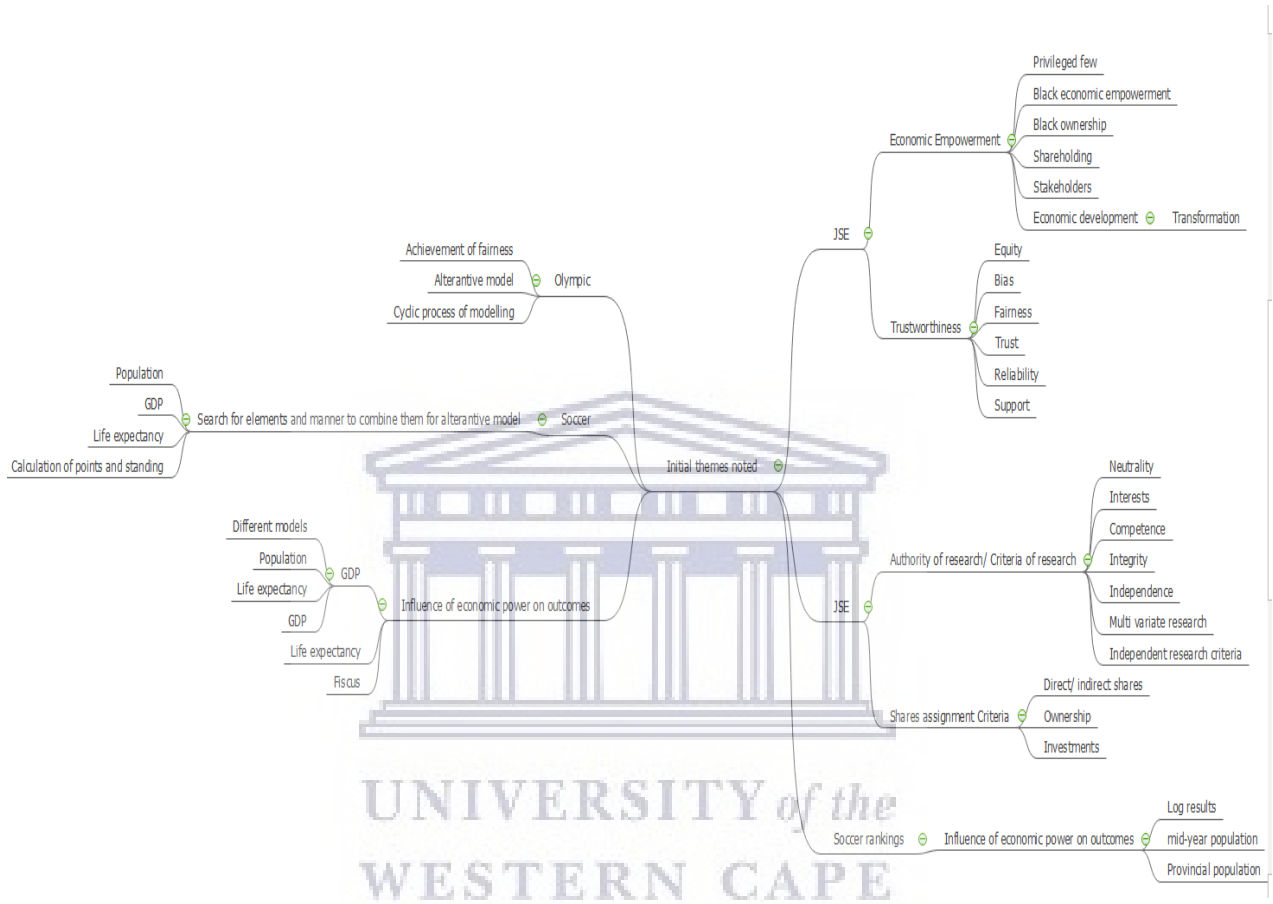 Initial themes noted
Olympic
Achievement of fairness
Alterantive model
Cyclic process of modelling
Soccer
Search for elements and manner to combine them for alterantive model
Population
GDP
Life expectancy
Calculation of points and standing
Influence of economic power on outcomes
GDP
Different models
Population
Life expectancy
GDP
Life expectancy
Fiscus
JSE
Economic Empowerment
Privileged few
Black economic empowerment
Black ownership
Shareholding
Stakeholders
Economic development
Transformation
Trustworthiness
Equity
Bias
Fairness
Trust
Reliability
Support
JSE
Authority of research/ Criteria of research
Neutrality
Interests
Competence
Integrity
Independence
Multi variate research
Independent research criteria
Shares assignment Criteria
Direct/ indirect shares
Ownership
Investments
Soccer rankings
Influence of economic power on outcomes
Log results
mid-year population
Provincial population
UNIVERSITY of the
WESTERN CAPE